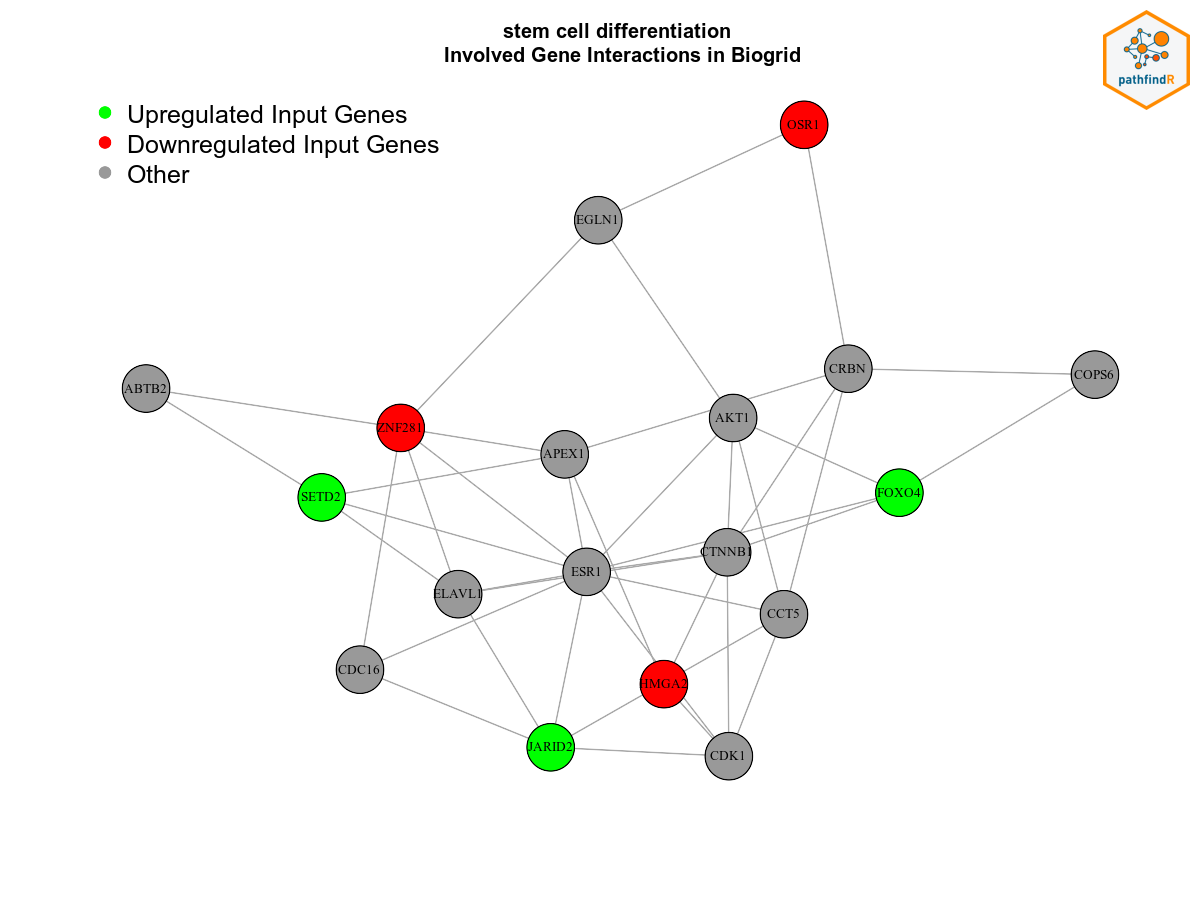 stem cell differentiation
Involved Gene Interactions in Biogrid
pathfindR
Upregulated Input Genes
Downregulated Input Genes
Other
OSR1
EGLN1
CRBN
COPS6
ABTB2
AKT1
ZNF281
APEX1
SETD2
FOXO4
CTNNB1
ESR1
ELAVL1
CCT5
CDC16
HMGA2
JARID2
CDK1